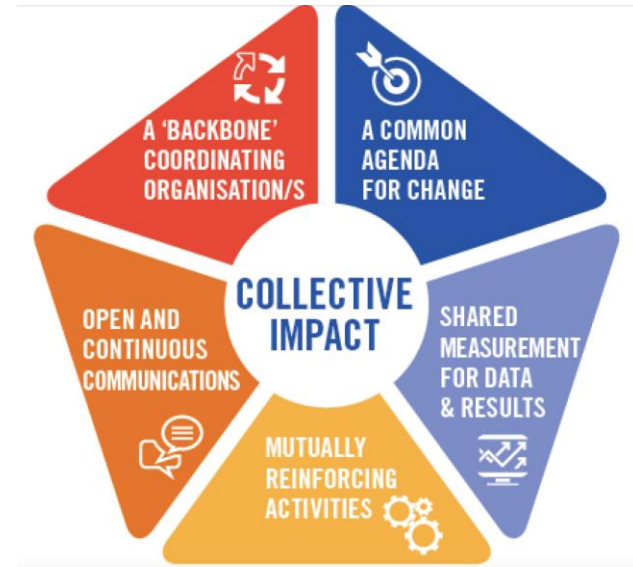 A ‘BACKBONE’
COORDINATING
ORGANISATION/S
A COMMON
AGENDA
FOR CHANGE
COLLECTIVE
IMPACT
OPEN AND
CONTINUOUS
COMMUNICATIONS
SHARED
MEASUREMENT
FOR DATA
& RESULTS
MUTUALLY
REINFORCING
ACTIVITIES